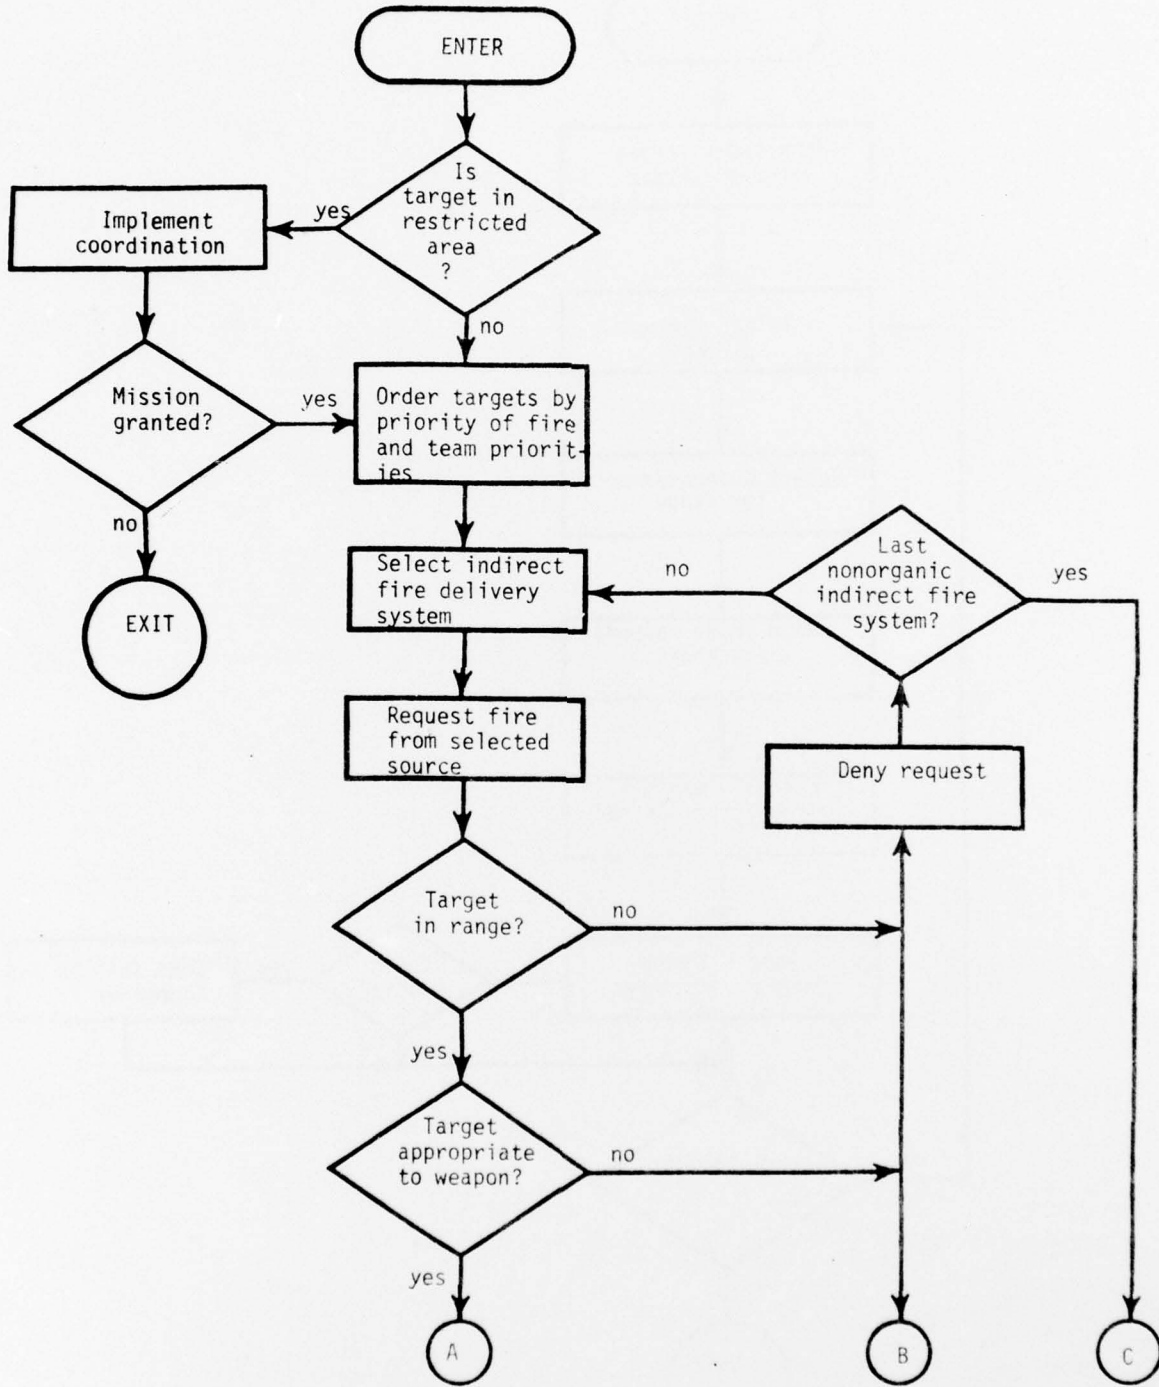 ENTER
Is
target in
restricted
area
?
yes
Implement
coordination
no
Mission
granted?
yes
Order targets by
priority of fire
and team priorit-
ies
no
EXIT
Select indirect
fire delivery
system
no
Last
nonorganic
indirect fire
system?
yes
Request fire
from selected
source
Deny request
Target
in range?
no
yes
Target
appropriate
to weapon?
no
yes
A
B
C